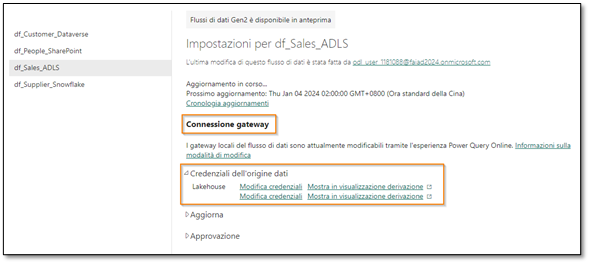 df_Customer_Dataverse
df_People_SharePoint
df_Sales_ADLS
df_Supplier_Snowflake
Flussi di dati Gen2 è disponibile in anteprima
Impostazioni per df_Sales_ADLS
L'ultima modifica di questo flusso di dati è stata fatta da odl_user_1161088@faiad2024.onmicrosoft.com
Aggiornamento in corso...
Prossimo aggiornamento: Thu Jan 04 2024 02:00:00 GMT+0800 (Ora standard della Cina)
Cronologia aggiornamenti
Connessione gateway
I gateway locali del flusso di dati sono attualmente modificabili tramite l'esperienza Power Query Online. Informazioni sulla
modalità di modifica
Credenziali dell'origine dati
Lakehouse Modifica credenziali Mostra in visualizzazione derivazione
Modifica credenziali Mostra in visualizzazione derivazione
Aggiorna
Approvazione